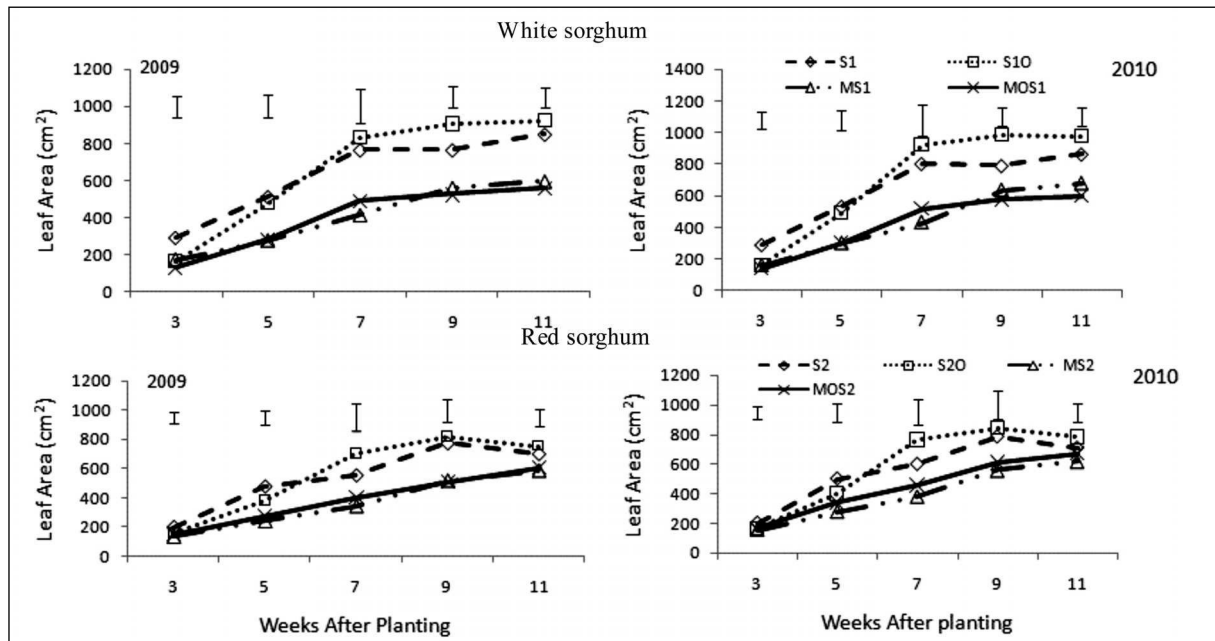 White sorghum
2009
1200
1000
800
600
400
200
0
Leaf Area (cm²)
3 5 7 9 11
S1 S1O
MS1 MOS1
2010
1400
1200
1000
800
600
400
200
0
Leaf Area (cm²)
3 5 7 9 11
Red sorghum
2009
1200
1000
800
600
400
200
0
Leaf Area (cm²)
3 5 7 9 11
Weeks After Planting
S2 S2O MS2
MOS2
2010
1200
1000
800
600
400
200
0
Leaf Area (cm²)
3 5 7 9 11
Weeks After planting